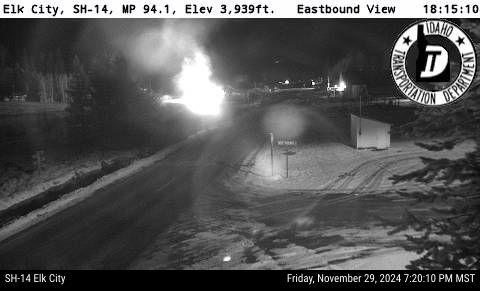 Elk City, SH-14, MP 94.1, Elev 3,939ft. Eastbound View 18:15:10
IDAHO
TRANSPORTATION DEPARTMENT
SH-14 Elk City Friday, November 29, 2024 7:20:10 MST PM